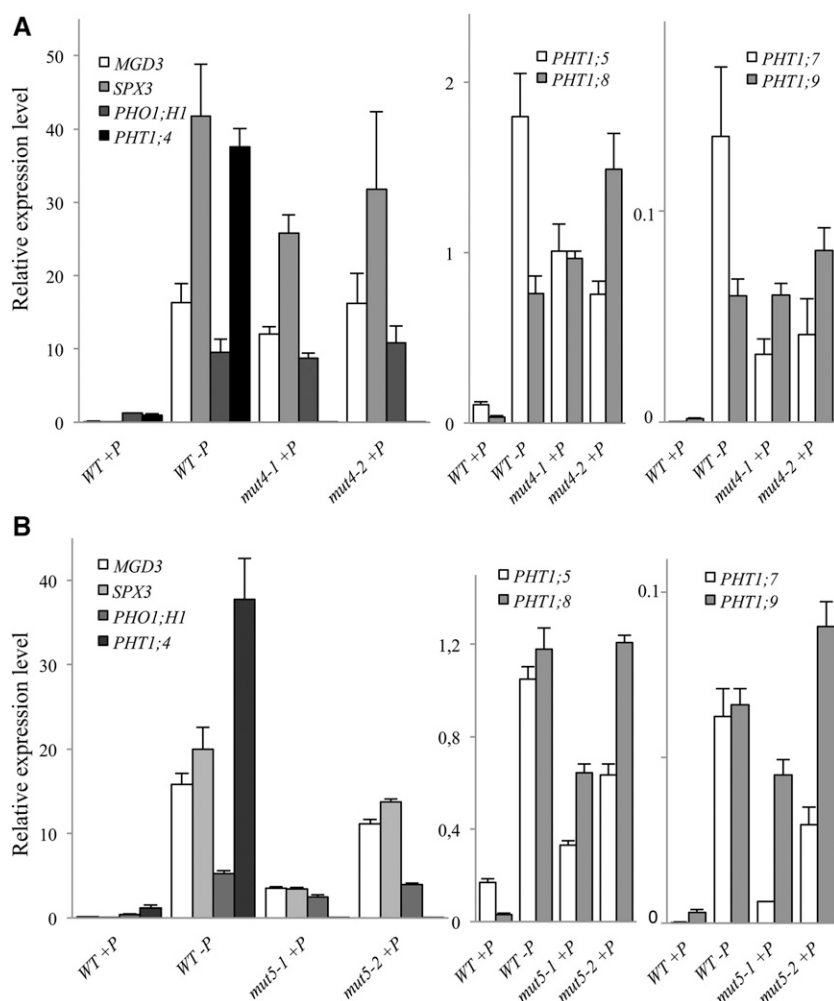 A
Relative expression level
50
40
30
20
10
0
MGD3
SPX3
PHO1;H1
PHT1;4
WT +P
WT -P
mut4-1 +P
mut4-2 +P
2
1
0
PHT1;5
PHT1;8
WT +P
WT -P
mut4-1 +P
mut4-2 +P
0.1
0
PHT1;7
PHT1;9
WT +P
WT -P
mut4-1 +P
mut4-2 +P
B
Relative expression level
40
30
20
10
0
MGD3
SPX3
PHO1;H1
PHT1;4
WT +P
WT -P
mut5-1 +P
mut5-2 +P
1,2
0,8
0,4
0
PHT1;5
PHT1;8
WT +P
WT -P
mut5-1 +P
mut5-2 +P
0.1
0
PHT1;7
PHT1;9
WT +P
WT -P
mut5-1 +P
mut5-2 +P